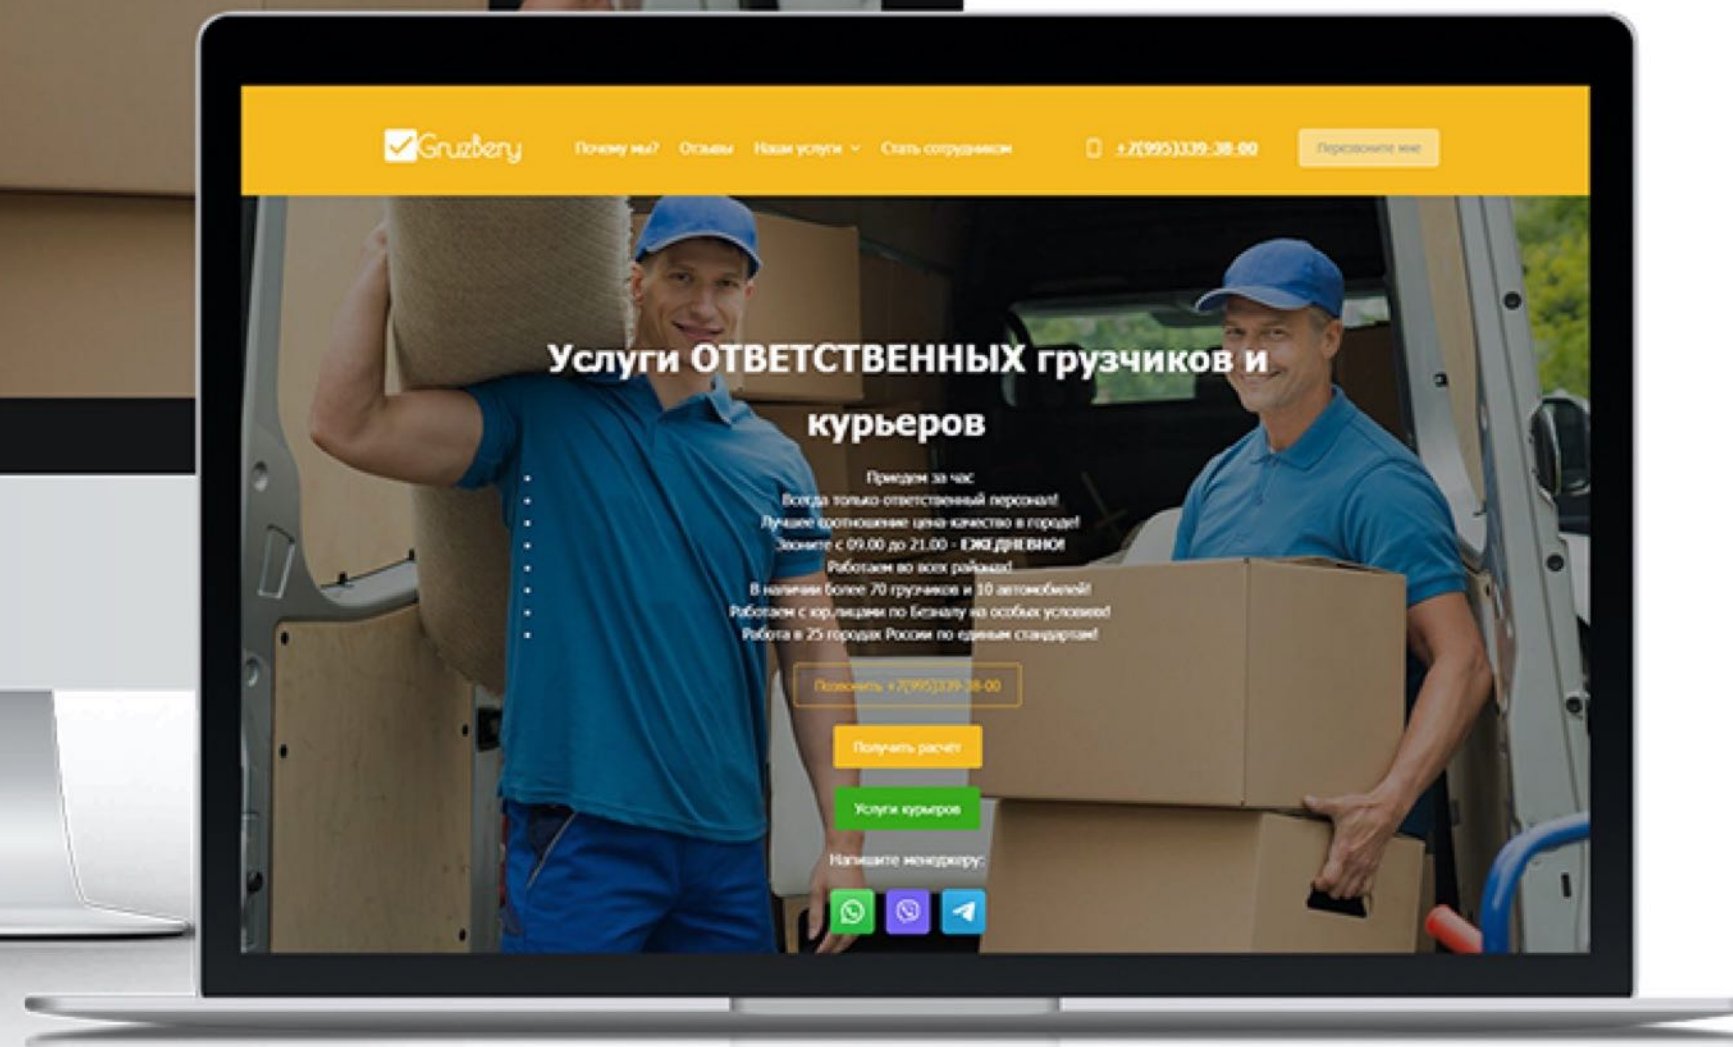 GruzBery
Почему мы? Отзывы Наши услуги Стать сотрудником +7(995)339-38-00 Перезвоните мне
Услуги ОТВЕТСТВЕННЫХ грузчиков и
курьеров
Приедем за час
Всегда только ответственный персонал!
Лучшее соотношение цена-качество в городе!
Звоните с 09.00 до 21.00 - ЕЖЕДНЕВНО!
Работаем во всех районах!
В наличии более 70 грузчиков и 10 автомобилей!
Работаем с юр.лицами по Безналу на особых условиях!
Работа в 25 городах России по единым стандартам!
Позвонить +7(995)339-38-00
Получить расчёт
Услуги курьеров
Напишите менеджеру: